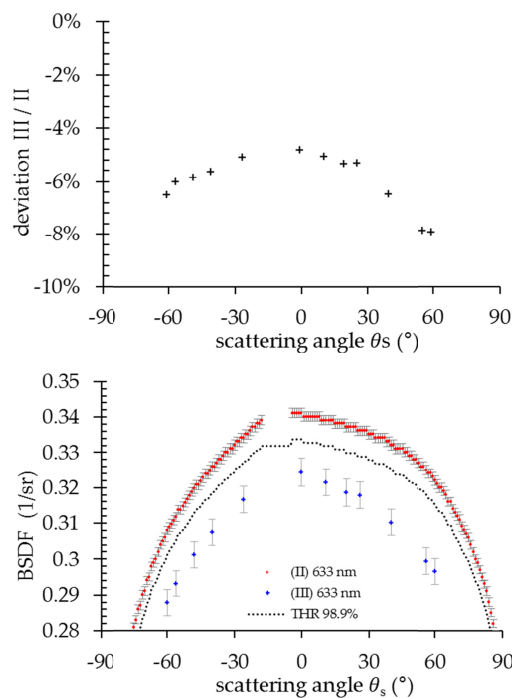 0%
-2%
-4%
-6%
-8%
-10%
deviation III / II
-90 -60 -30 0 30 60 90
scattering angle θs (°)
0.35
0.34
0.33
0.32
0.31
0.3
0.29
0.28
BSDF (1/sr)
(II) 633 nm
(III) 633 nm
THR 98.9%
-90 -60 -30 0 30 60 90
scattering angle θs (°)